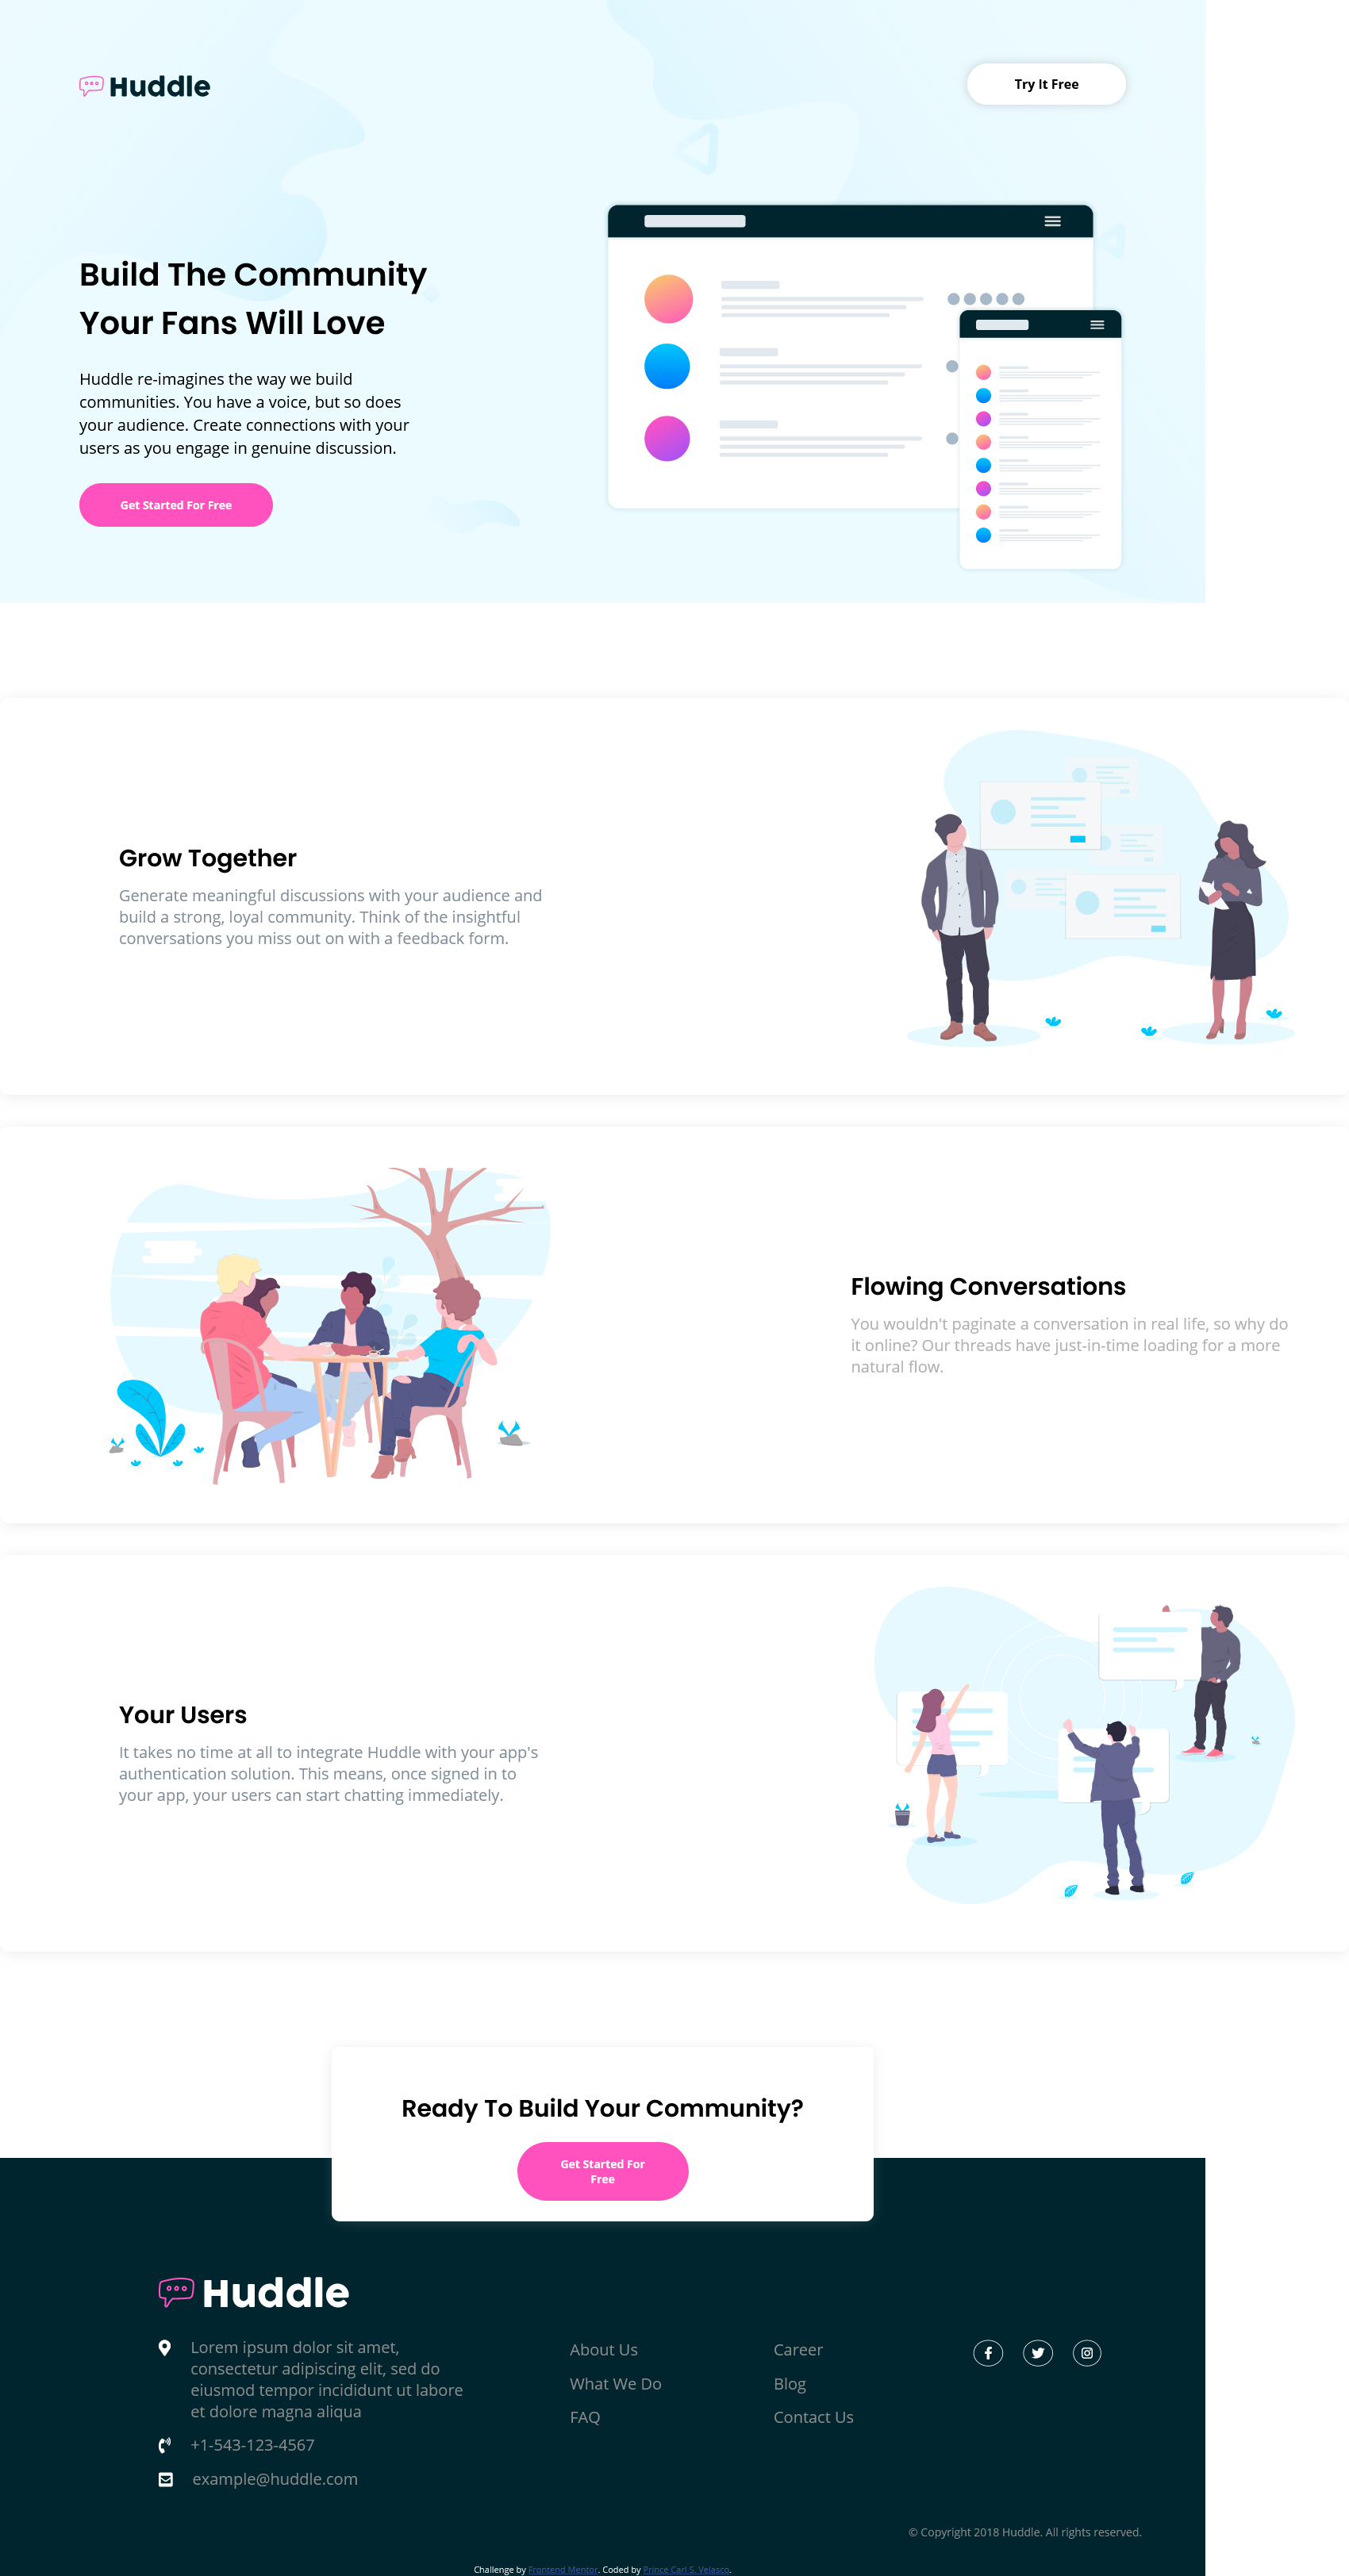 Huddle
Try It Free
Build The Community
Your Fans Will Love
Huddle re-imagines the way we build
communities. You have a voice, but so does
your audience. Create connections with your
users as you engage in genuine discussion.
Get Started For Free
Grow Together
Generate meaningful discussions with your audience and
build a strong, loyal community. Think of the insightful
conversations you miss out on with a feedback form.
Flowing Conversations
You wouldn't paginate a conversation in real life, so why do
it online? Our threads have just-in-time loading for a more
natural flow.
Your Users
It takes no time at all to integrate Huddle with your app's
authentication solution. This means, once signed in to
your app, your users can start chatting immediately.
Ready To Build Your Community?
Get Started For
Free
Huddle
Lorem ipsum dolor sit amet,
consectetur adipiscing elit, sed do
eiusmod tempor incididunt ut labore
et dolore magna aliqua
+1-543-123-4567
example@huddle.com
About Us
What We Do
FAQ
Career
Blog
Contact Us
© Copyright 2018 Huddle. All rights reserved.
Challenge by Frontend Mentor. Coded by Prince Carl S. Velasco.